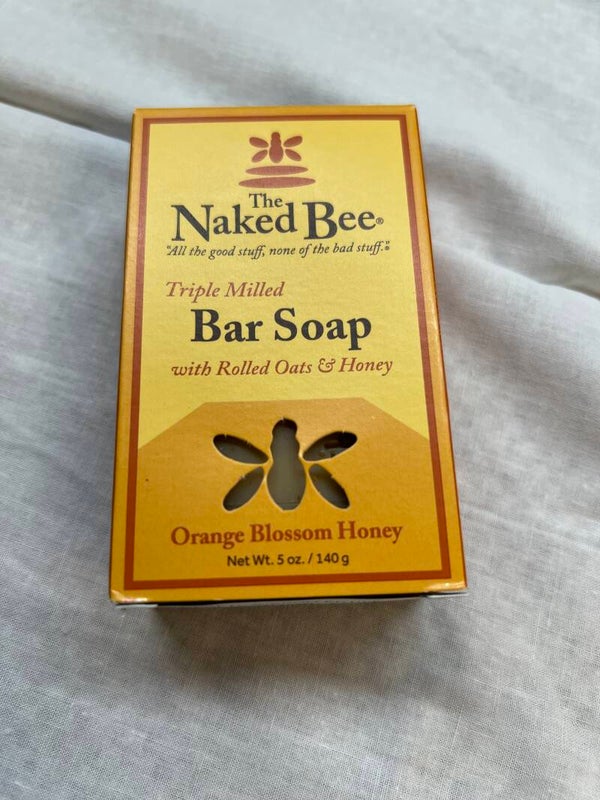 The
Naked Bee®
"All the good stuff, none of the bad stuff."®
Triple Milled
Bar Soap
with Rolled Oats & Honey
Orange Blossom Honey
Net Wt. 5 oz. / 140 g